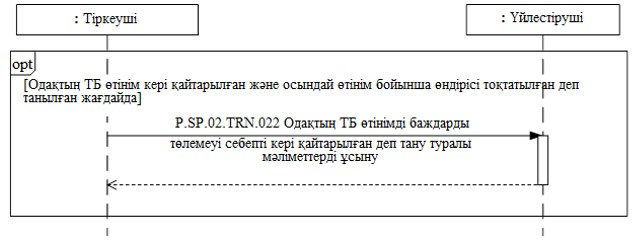 : Тіркеуші
: Үйлестіруші
opt
[Одақтың ТБ өтінім кері қайтарылған және осындай өтінім бойынша өндірісі тоқтатылған деп
танылған жағдайда]
P.SP.02.TRN.022 Одақтың ТБ өтінімді баждарды
төлемеуі себепті кері қайтарылған деп тану туралы
мәліметтерді ұсыну